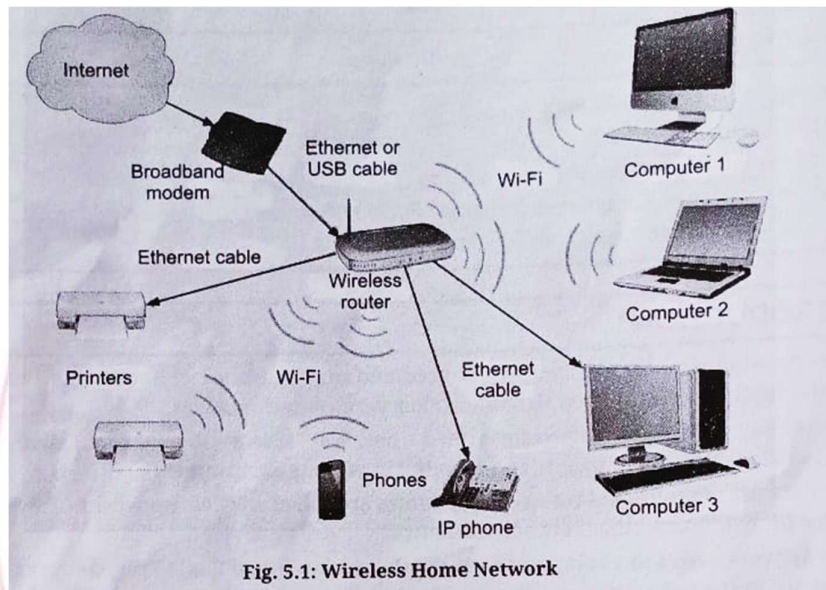 Internet
Broadband
modem
Ethernet or
USB cable
Wi-Fi
Computer 1
Ethernet cable
Wireless
router
Computer 2
Printers
Wi-Fi
Ethernet
cable
Phones
IP phone
Computer 3
Fig. 5.1: Wireless Home Network